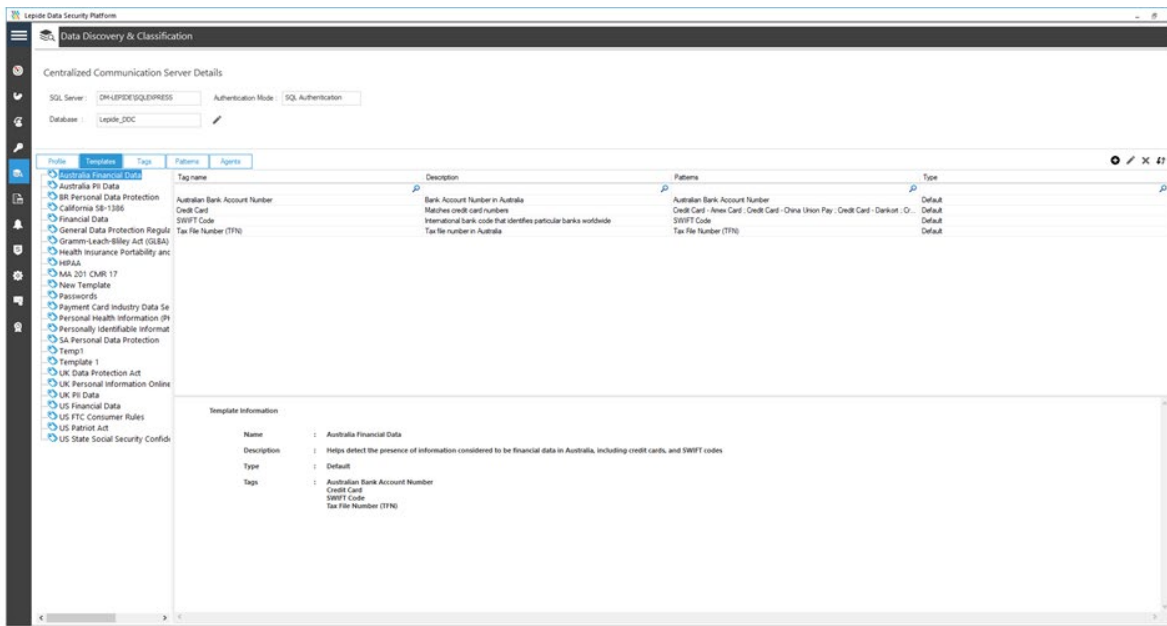 Lepide Data Security Platform
Data Discovery & Classification
Centralized Communication Server Details
SQL Server : DM-LEPIDE\SQLEXPRESS Authentication Mode : SQL Authentication
Database : Lepide_DDC
Profile Templates Tags Patterns Agents
Tag name Description Patterns Type
Australian Bank Account Number Bank Account Number in Australia Australian Bank Account Number Default
Credit Card Matches credit card numbers Credit Card - Amex Card ; Credit Card - China Union Pay ; Credit Card - Dankort ; Cr... Default
SWIFT Code International bank code that identifies particular banks worldwide SWIFT Code Default
Tax File Number (TFN) Tax file number in Australia Tax File Number (TFN) Default
Australia Financial Data
Australia PII Data
BR Personal Data Protection
California SB-1386
Financial Data
General Data Protection Regula
Gramm-Leach-Bliley Act (GLBA)
Health Insurance Portability and
HIPAA
MA 201 CMR 17
New Template
Passwords
Payment Card Industry Data Se
Personal Health Information (PH
Personally Identifiable Informat
SA Personal Data Protection
Temp1
Template 1
UK Data Protection Act
UK Personal Information Online
UK PII Data
US Financial Data
US FTC Consumer Rules
US Patriot Act
US State Social Security Confide
Template Information
Name : Australia Financial Data
Description : Helps detect the presence of information considered to be financial data in Australia, including credit cards, and SWIFT codes
Type : Default
Tags : Australian Bank Account Number
Credit Card
SWIFT Code
Tax File Number (TFN)